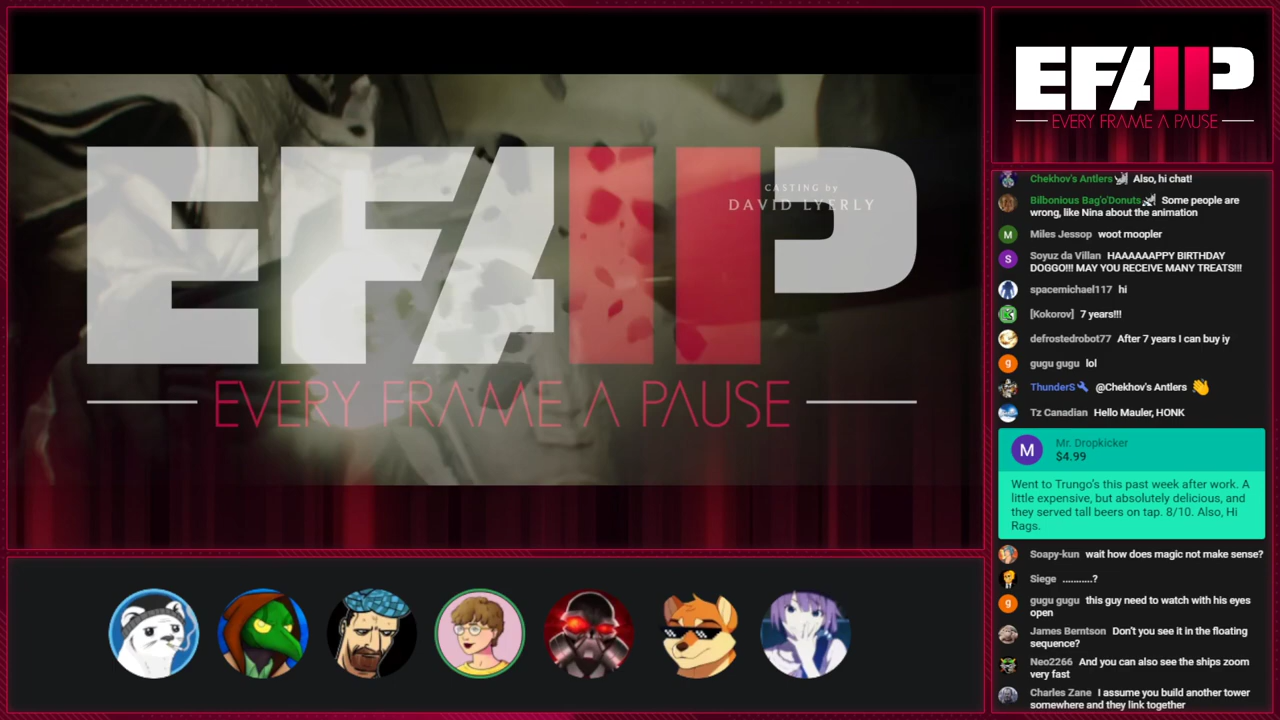 EFAP
CASTING by
DAVID LYERLY
EVERY FRAME A PAUSE
EFAP
EVERY FRAME A PAUSE
Chekhov's Antlers Also, hi chat!
Bilbonious Bag'o'Donuts Some people are
wrong, like Nina about the animation
M Miles Jessop woot moopler
S Soyuz da Villan HAAAAAAPPY BIRTHDAY
DOGGO!!! MAY YOU RECEIVE MANY TREATS!!!
spacemichael117 hi
[Kokorov] 7 years!!!
defrostedrobot77 After 7 years I can buy iy
g gugu gugu lol
ThunderS @Chekhov's Antlers 👋
Tz Canadian Hello Mauler, HONK
M Mr. Dropkicker
$4.99
Went to Trungo's this past week after work. A
little expensive, but absolutely delicious, and
they served tall beers on tap. 8/10. Also, Hi
Rags.
Soapy-kun wait how does magic not make sense?
Siege ...........?
g gugu gugu this guy need to watch with his eyes
open
James Berntson Don't you see it in the floating
sequence?
Neo2266 And you can also see the ships zoom
very fast
Charles Zane I assume you build another tower
somewhere and they link together